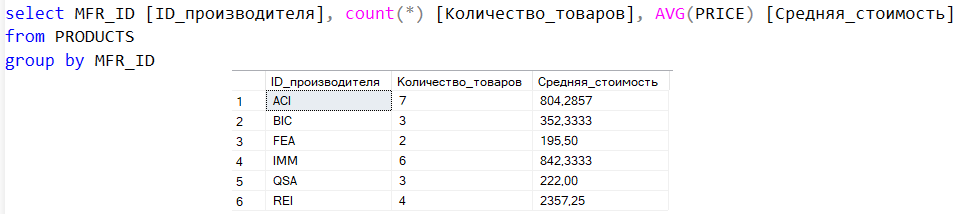 select MFR_ID [ID_производителя], count(*) [Количество_товаров], AVG(PRICE) [Средняя_стоимость]
from PRODUCTS
group by MFR_ID
ID_производителя Количество_товаров Средняя_стоимость
1 ACI 7 804,2857
2 BIC 3 352,3333
3 FEA 2 195,50
4 IMM 6 842,3333
5 QSA 3 222,00
6 REI 4 2357,25